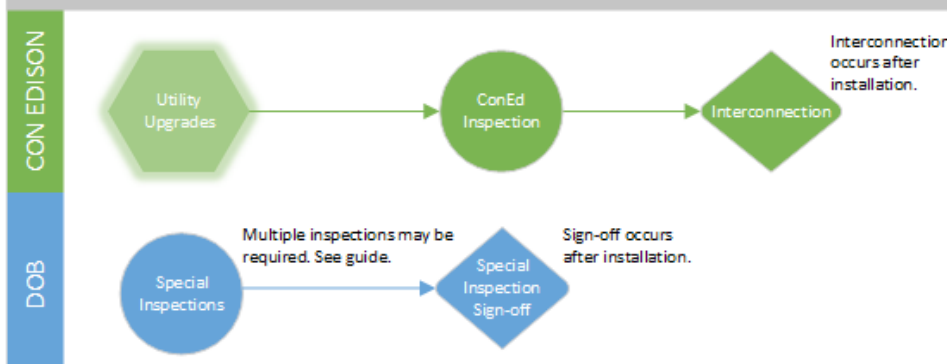 CON EDISON
Utility
Upgrades
ConEd
Inspection
Interconnection
Interconnection
occurs after
installation.
DOB
Special
Inspections
Multiple inspections may be
required. See guide.
Special
Inspection
Sign-off
Sign-off occurs
after installation.